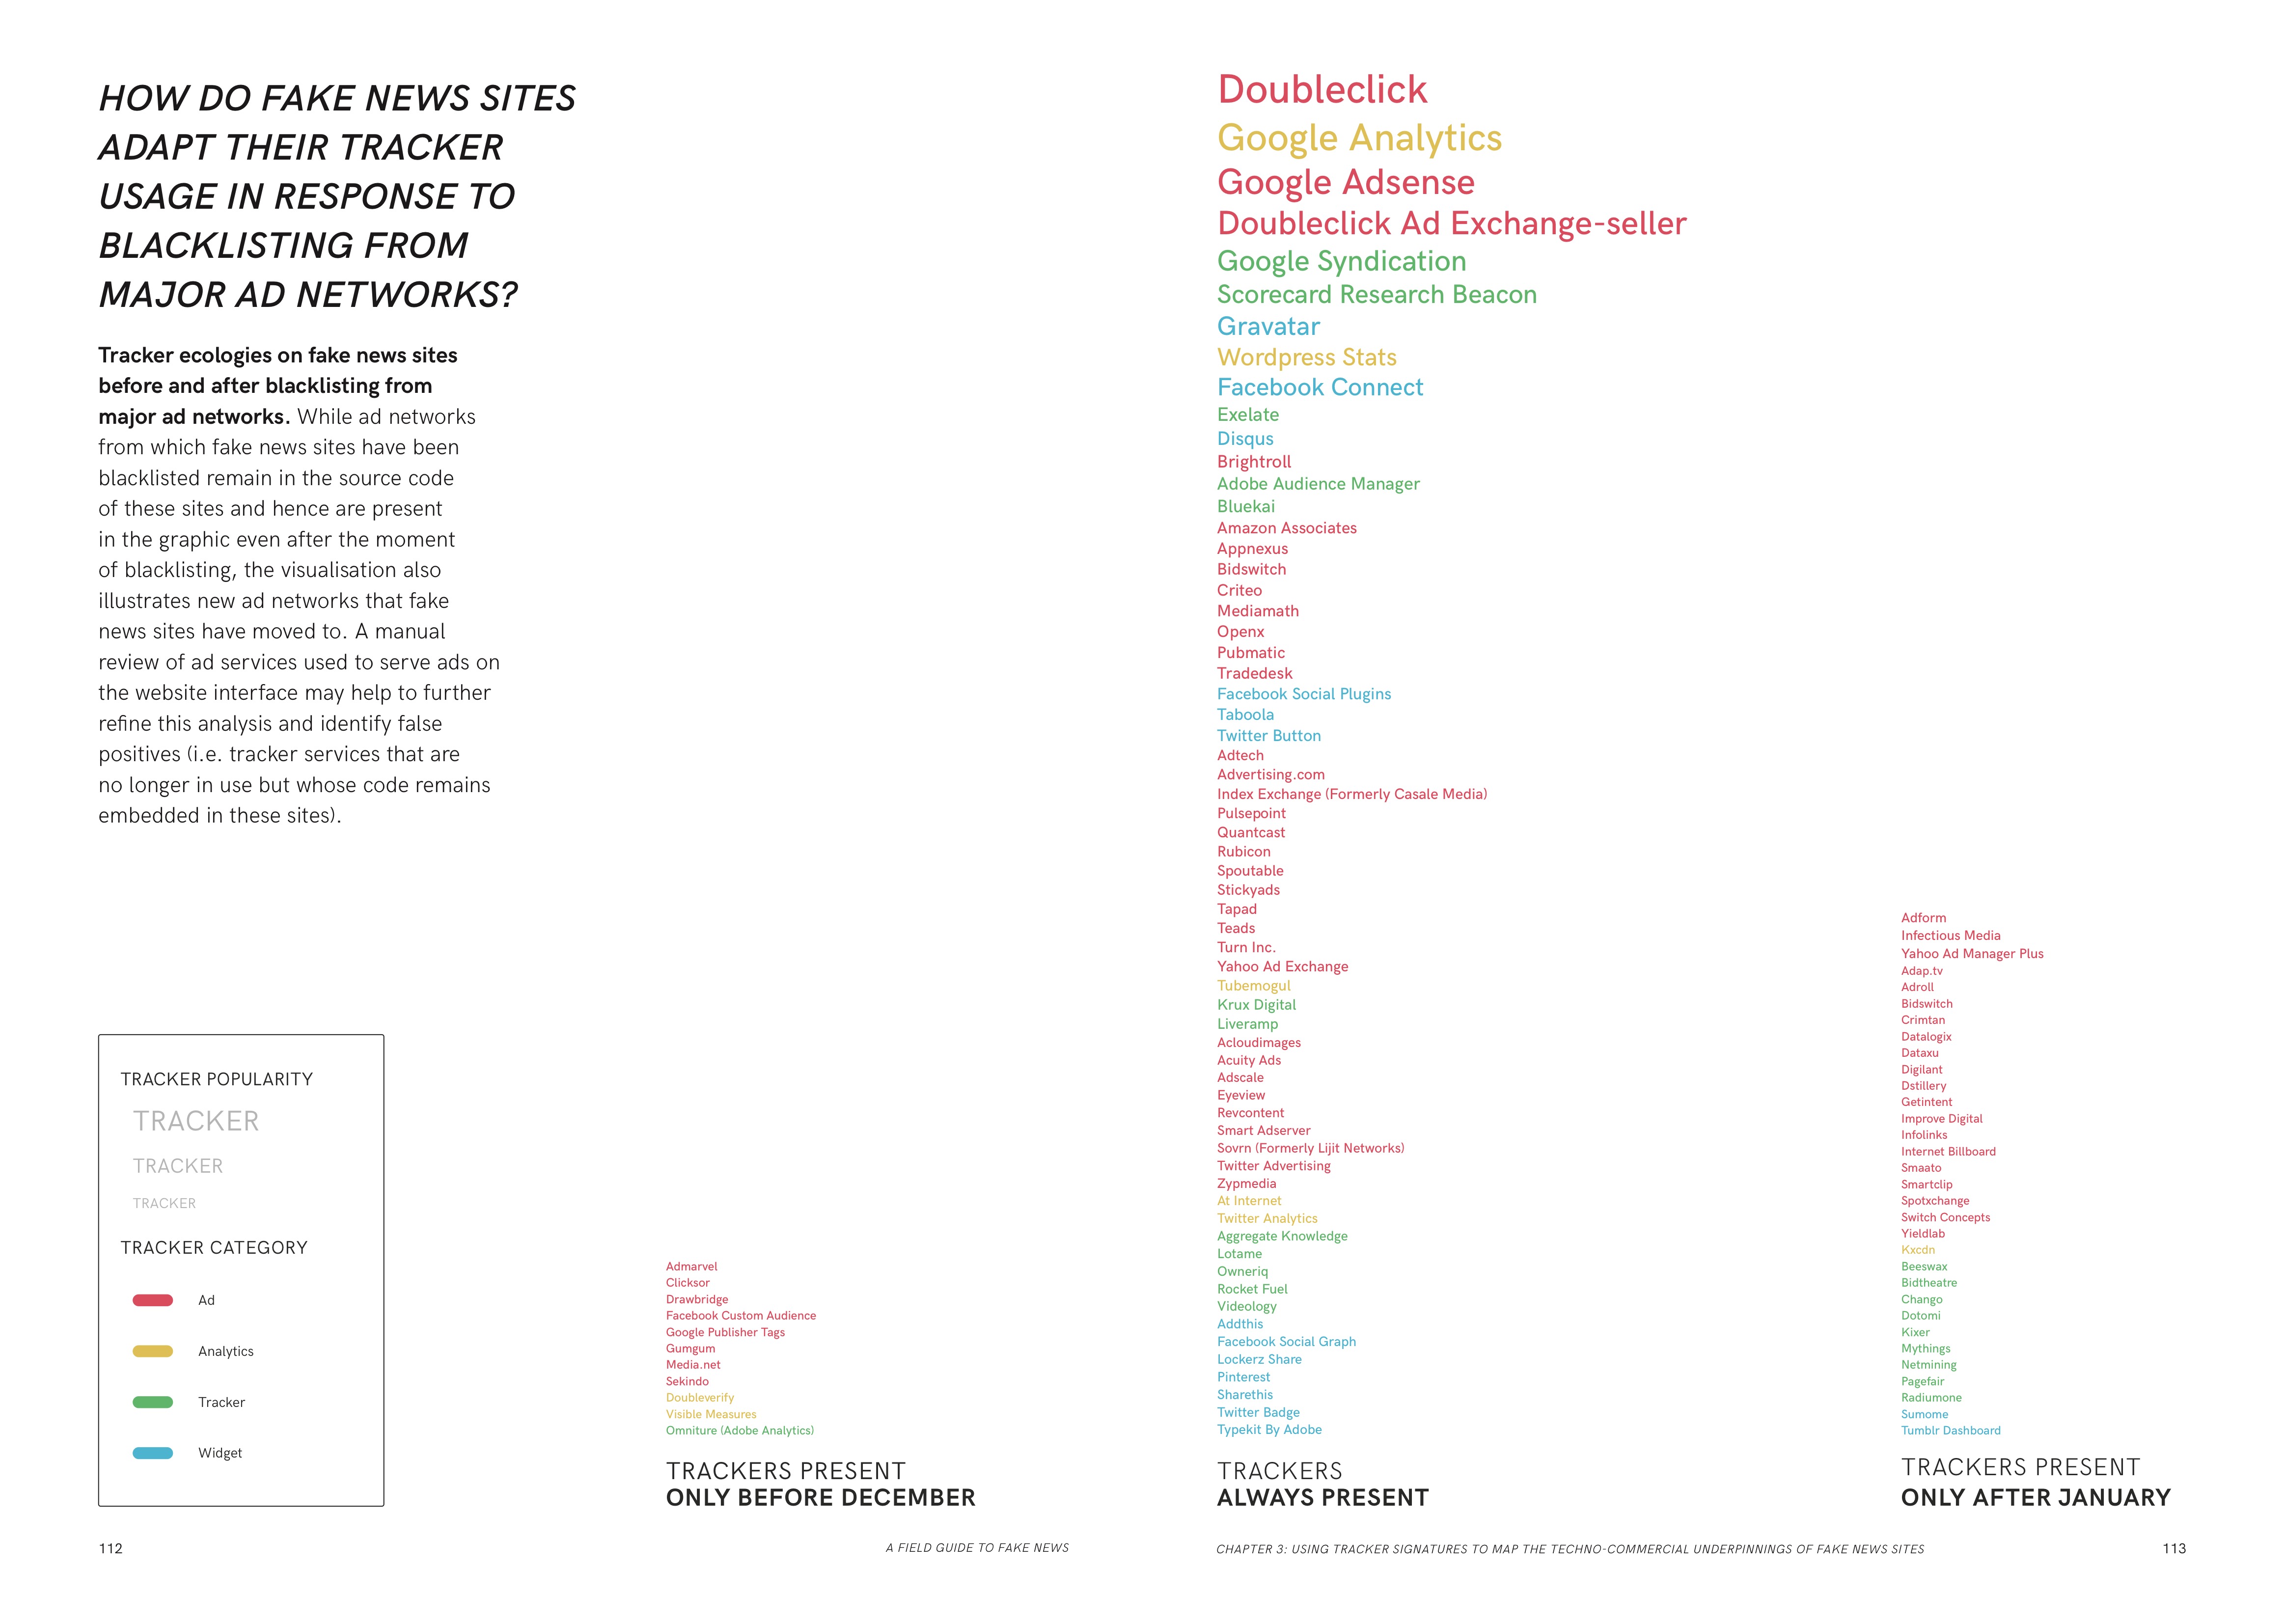 HOW DO FAKE NEWS SITES
ADAPT THEIR TRACKER
USAGE IN RESPONSE TO
BLACKLISTING FROM
MAJOR AD NETWORKS?
Tracker ecologies on fake news sites
before and after blacklisting from
major ad networks. While ad networks
from which fake news sites have been
blacklisted remain in the source code
of these sites and hence are present
in the graphic even after the moment
of blacklisting, the visualisation also
illustrates new ad networks that fake
news sites have moved to. A manual
review of ad services used to serve ads on
the website interface may help to further
refine this analysis and identify false
positives (i.e. tracker services that are
no longer in use but whose code remains
embedded in these sites).
TRACKER POPULARITY
TRACKER
TRACKER
TRACKER
TRACKER CATEGORY
Ad
Analytics
Tracker
Widget
Admarvel
Clicksor
Drawbridge
Facebook Custom Audience
Google Publisher Tags
Gumgum
Media.net
Sekindo
Doubleverify
Visible Measures
Omniture (Adobe Analytics)
TRACKERS PRESENT
ONLY BEFORE DECEMBER
112
A FIELD GUIDE TO FAKE NEWS
Doubleclick
Google Analytics
Google Adsense
Doubleclick Ad Exchange-seller
Google Syndication
Scorecard Research Beacon
Gravatar
Wordpress Stats
Facebook Connect
Exelate
Disqus
Brightroll
Adobe Audience Manager
Bluekai
Amazon Associates
Appnexus
Bidswitch
Criteo
Mediamath
Openx
Pubmatic
Tradedesk
Facebook Social Plugins
Taboola
Twitter Button
Adtech
Advertising.com
Index Exchange (Formerly Casale Media)
Pulsepoint
Quantcast
Rubicon
Spoutable
Stickyads
Tapad
Teads
Turn Inc.
Yahoo Ad Exchange
Tubemogul
Krux Digital
Liveramp
Acloudimages
Acuity Ads
Adscale
Eyeview
Revcontent
Smart Adserver
Sovrn (Formerly Lijit Networks)
Twitter Advertising
Zypmedia
At Internet
Twitter Analytics
Aggregate Knowledge
Lotame
Owneriq
Rocket Fuel
Videology
Addthis
Facebook Social Graph
Lockerz Share
Pinterest
Sharethis
Twitter Badge
Typekit By Adobe
TRACKERS
ALWAYS PRESENT
Adform
Infectious Media
Yahoo Ad Manager Plus
Adap.tv
Adroll
Bidswitch
Crimtan
Datalogix
Dataxu
Digilant
Dstillery
Getintent
Improve Digital
Infolinks
Internet Billboard
Smaato
Smartclip
Spotxchange
Switch Concepts
Yieldlab
Kxcdn
Beeswax
Bidtheatre
Chango
Dotomi
Kixer
Mythings
Netmining
Pagefair
Radiumone
Sumome
Tumblr Dashboard
TRACKERS PRESENT
ONLY AFTER JANUARY
CHAPTER 3: USING TRACKER SIGNATURES TO MAP THE TECHNO-COMMERCIAL UNDERPINNINGS OF FAKE NEWS SITES
113